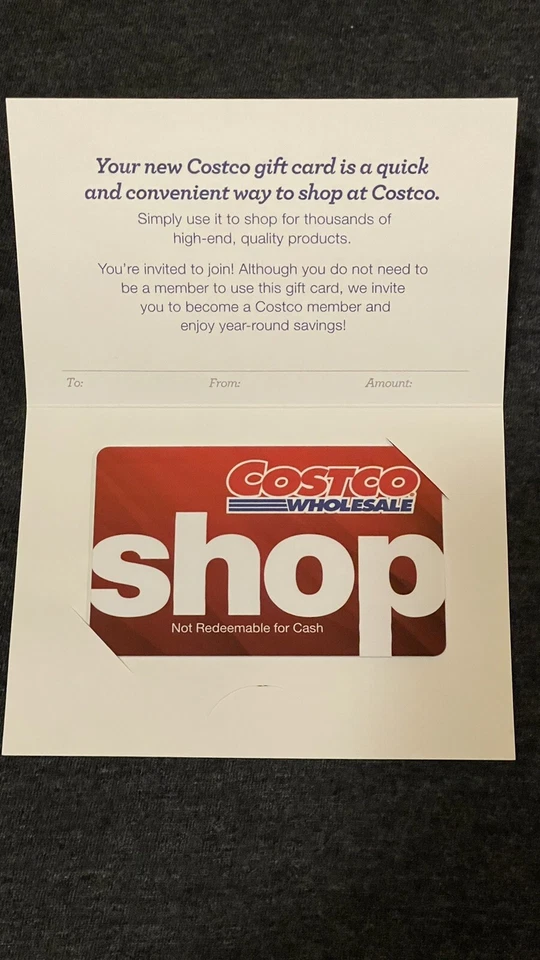 Your new Costco gift card is a quick
and convenient way to shop at Costco.
Simply use it to shop for thousands of
high-end, quality products.
You're invited to join! Although you do not need to
be a member to use this gift card, we invite
you to become a Costco member and
enjoy year-round savings!
To: From: Amount:
COSTCO
WHOLESALE
shop
Not Redeemable for Cash